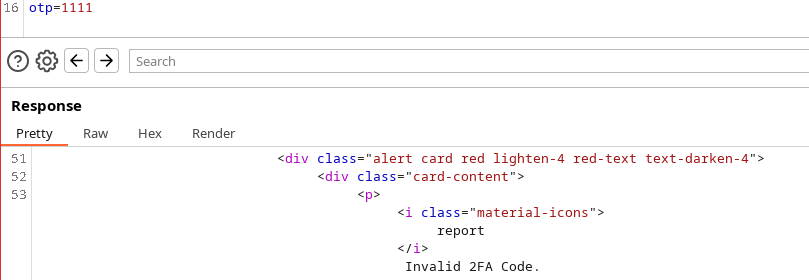 16 otp=1111
Search
Response
Pretty Raw Hex Render
51 <div class="alert card red lighten-4 red-text text-darken-4">
52 <div class="card-content">
53 <p>
<i class="material-icons">
report
</i>
Invalid 2FA Code.